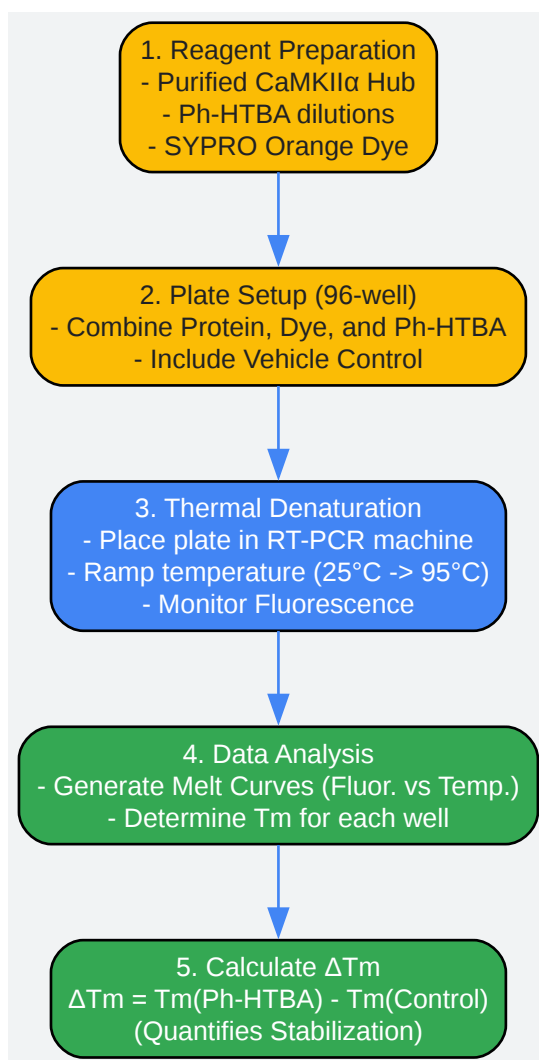 1. Reagent Preparation
- Purified CaMKIIα Hub
- Ph-HTBA dilutions
- SYPRO Orange Dye
2. Plate Setup (96-well)
- Combine Protein, Dye, and Ph-HTBA
- Include Vehicle Control
3. Thermal Denaturation
- Place plate in RT-PCR machine
- Ramp temperature (25°C -> 95°C)
- Monitor Fluorescence
4. Data Analysis
- Generate Melt Curves (Fluor. vs Temp.)
- Determine Tm for each well
5. Calculate ΔTm
ΔTm = Tm(Ph-HTBA) - Tm(Control)
(Quantifies Stabilization)